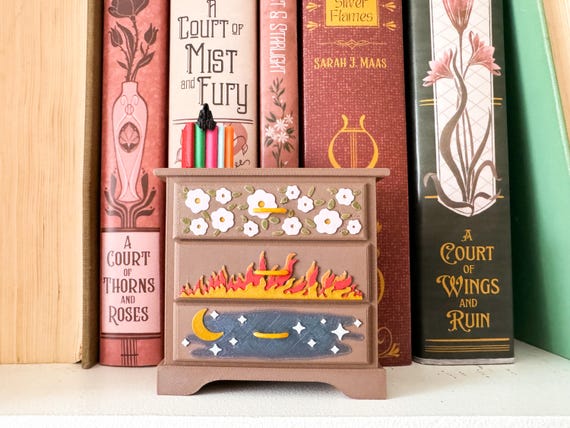 A
COURT
OF
THORNS
AND
ROSES
A
COURT
OF
MIST
AND
FURY
& STARLIGHT
Silver
Flames
SARAH J. MAAS
A
COURT
OF
WINGS
AND
RUIN